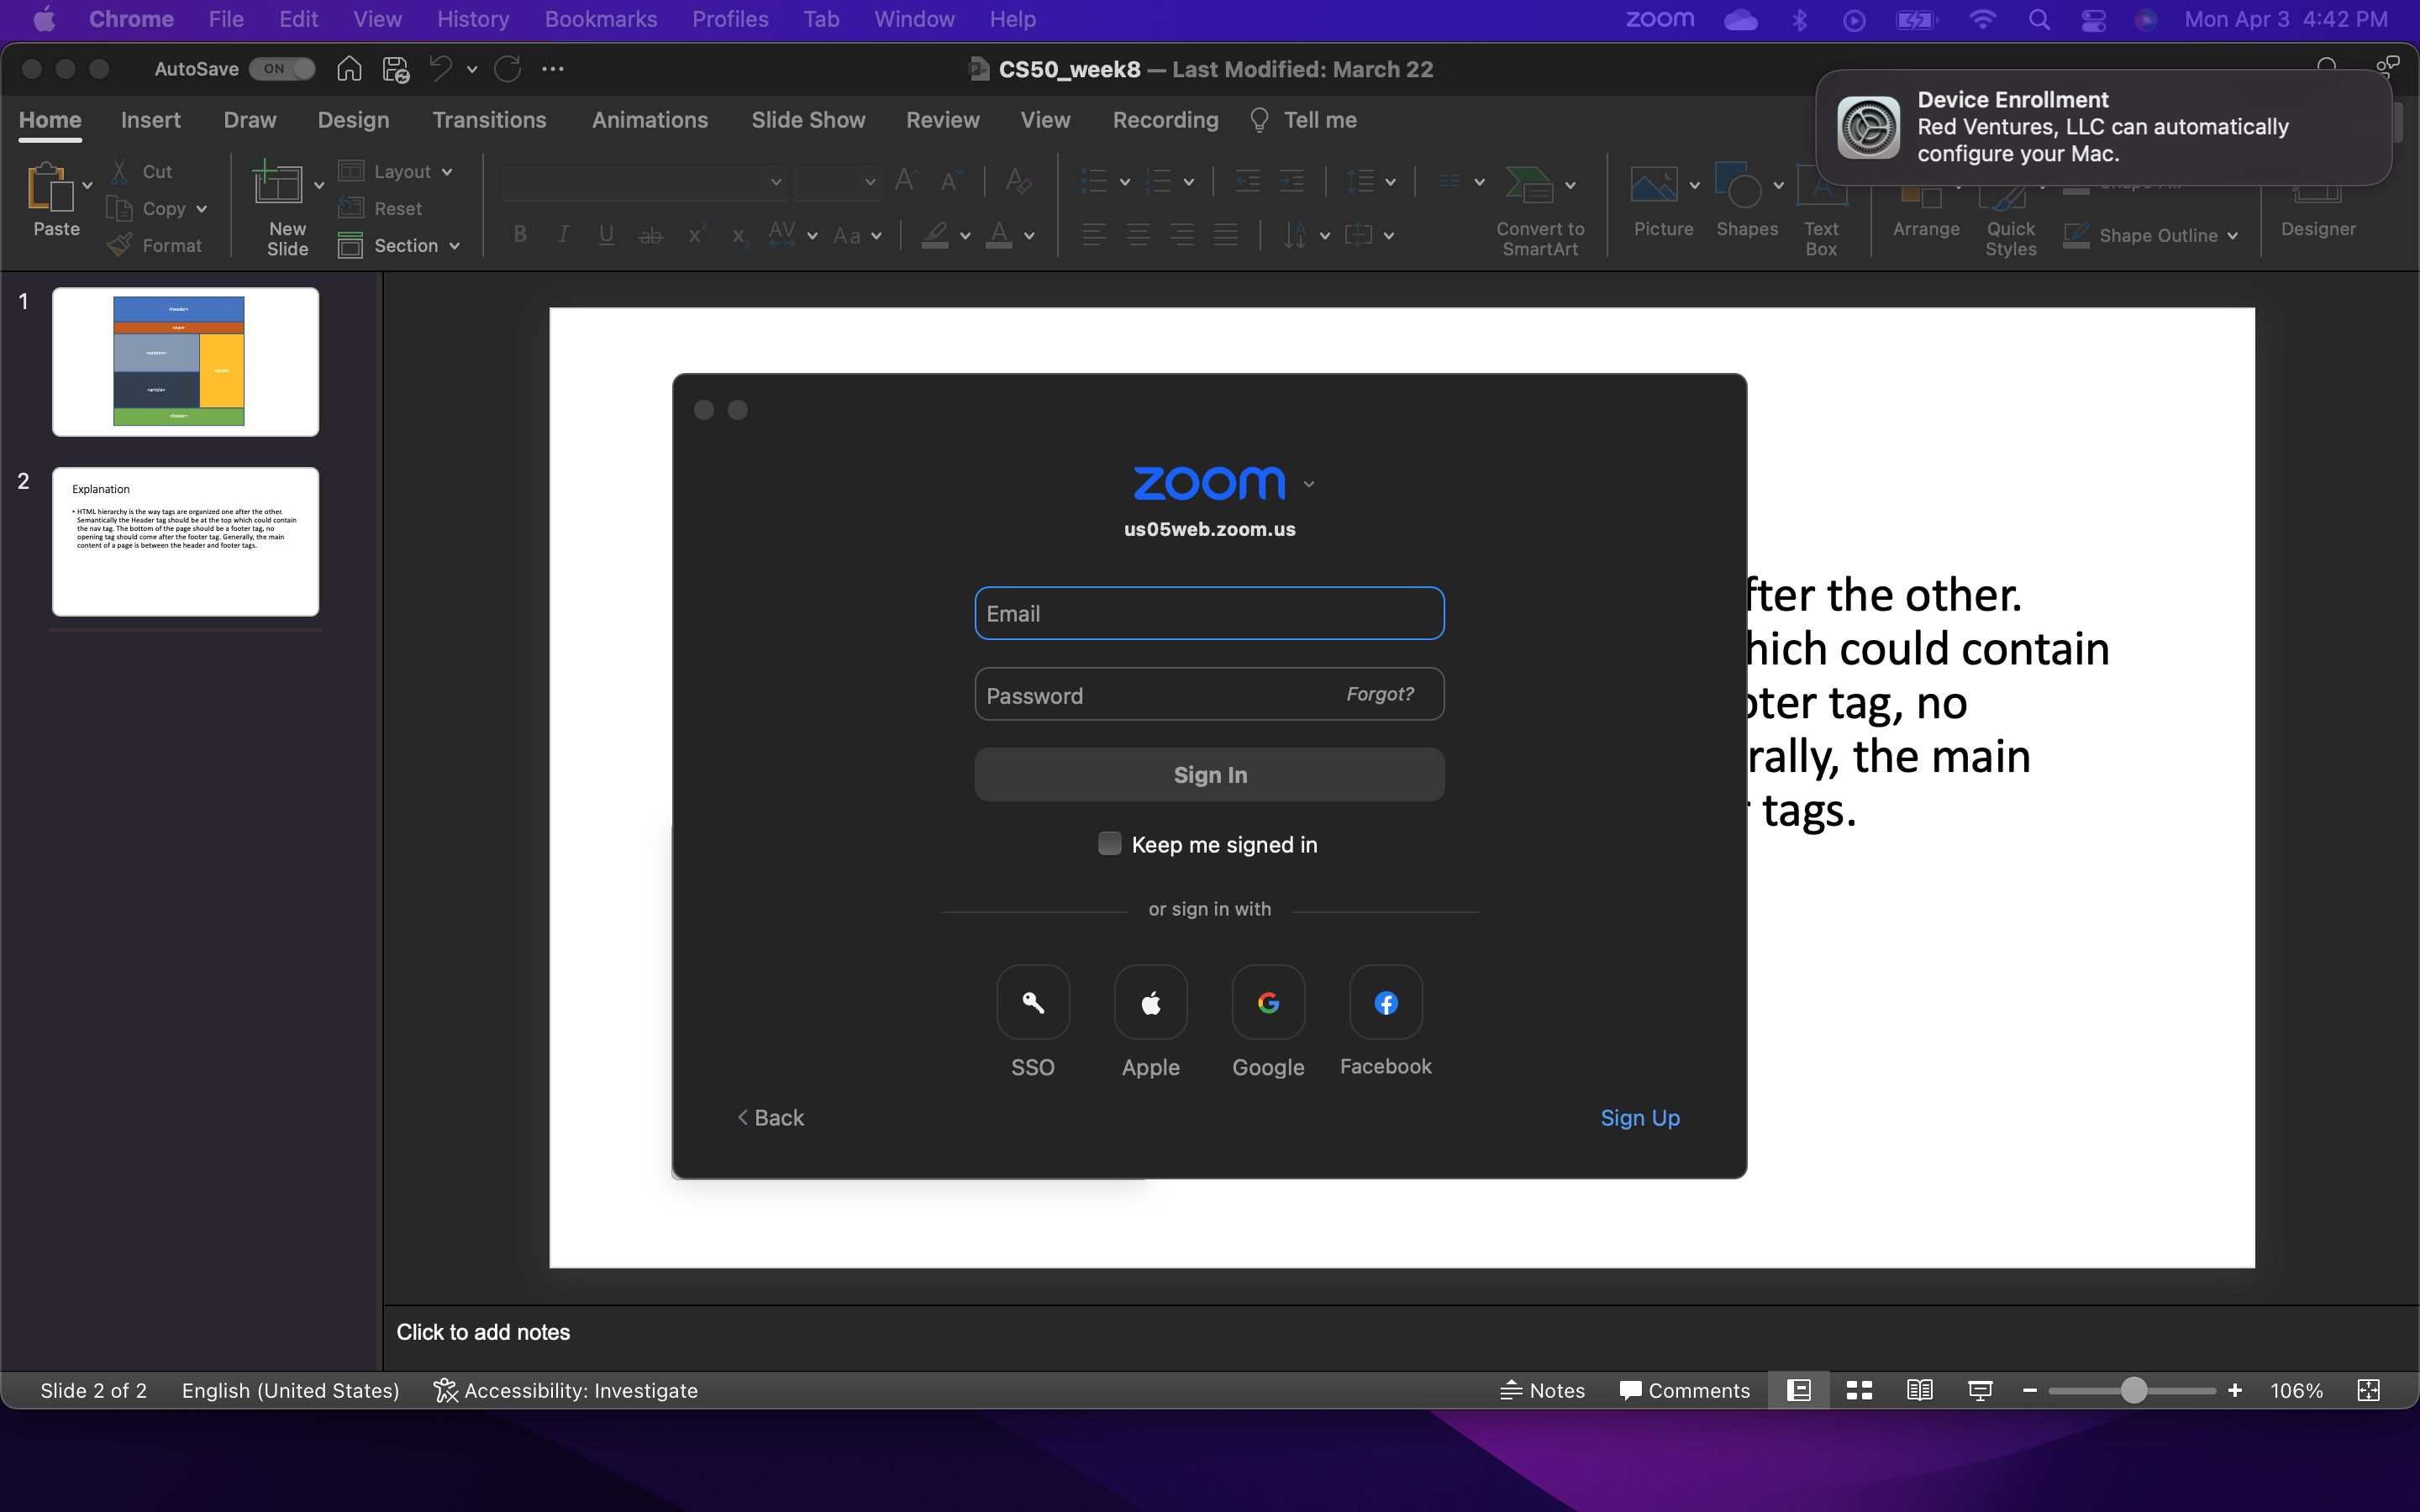 Chrome File Edit View History Bookmarks Profiles Tab Window Help zoom Mon Apr 3 4:42 PM
AutoSave ON CS50_week8 — Last Modified: March 22
Device Enrollment
Red Ventures, LLC can automatically
configure your Mac.
Home Insert Draw Design Transitions Animations Slide Show Review View Recording Tell me
Paste
Cut
Copy
Format
New
Slide
Layout
Reset
Section
B I U ab x² x₂ AV Aa A
Convert to
SmartArt
Picture
Shapes
Text
Box
Arrange
Quick
Styles
Shape Outline
Designer
1
<header>
<nav>
<section>
<article>
<footer>
2
Explanation
• HTML hierarchy is the way tags are organized one after the other.
Semantically the Header tag should be at the top which could contain
the nav tag. The bottom of the page should be a footer tag, no
opening tag should come after the footer tag. Generally, the main
content of a page is between the header and footer tags.
zoom
us05web.zoom.us
Email
Password Forgot?
Sign In
Keep me signed in
or sign in with
SSO Apple Google Facebook
Back Sign Up
fter the other.
hich could contain
oter tag, no
rally, the main
tags.
Click to add notes
Slide 2 of 2 English (United States) Accessibility: Investigate Notes Comments 106%